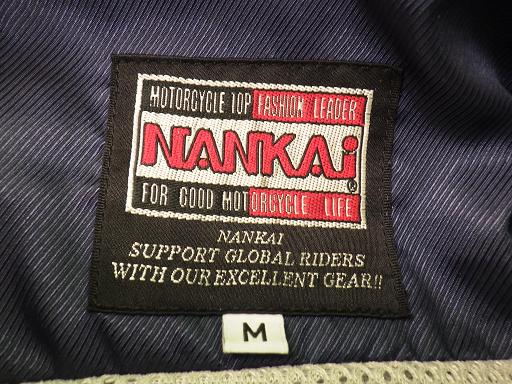 MOTORCYCLE TOP FASHION LEADER
NANKAI
®
FOR GOOD MOTORCYCLE LIFE
NANKAI
SUPPORT GLOBAL RIDERS
WITH OUR EXCELLENT GEAR!!
M